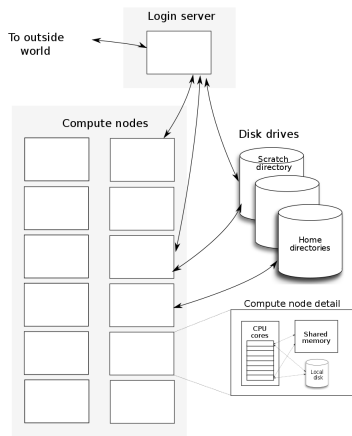 Login server
To outside
world
Compute nodes
Disk drives
Scratch
directory
Home
directories
Compute node detail
CPU
cores
Shared
memory
Local
disk